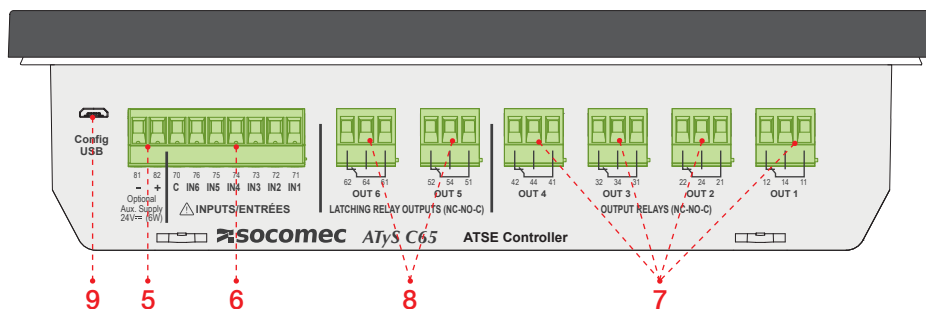 Config
USB
81 82 70 76 75 74 73 72 71
– + C IN6 IN5 IN4 IN3 IN2 IN1
Optional
Aux. Supply
24V⎓ (6W)
⚠ INPUTS/ENTRÉES
62 64 61
OUT 6
52 54 51
OUT 5
LATCHING RELAY OUTPUTS (NC-NO-C)
42 44 41
OUT 4
32 34 31
OUT 3
22 24 21
OUT 2
12 14 11
OUT 1
OUTPUT RELAYS (NC-NO-C)
socomec ATyS C65 ATSE Controller
9 5 6 8 7